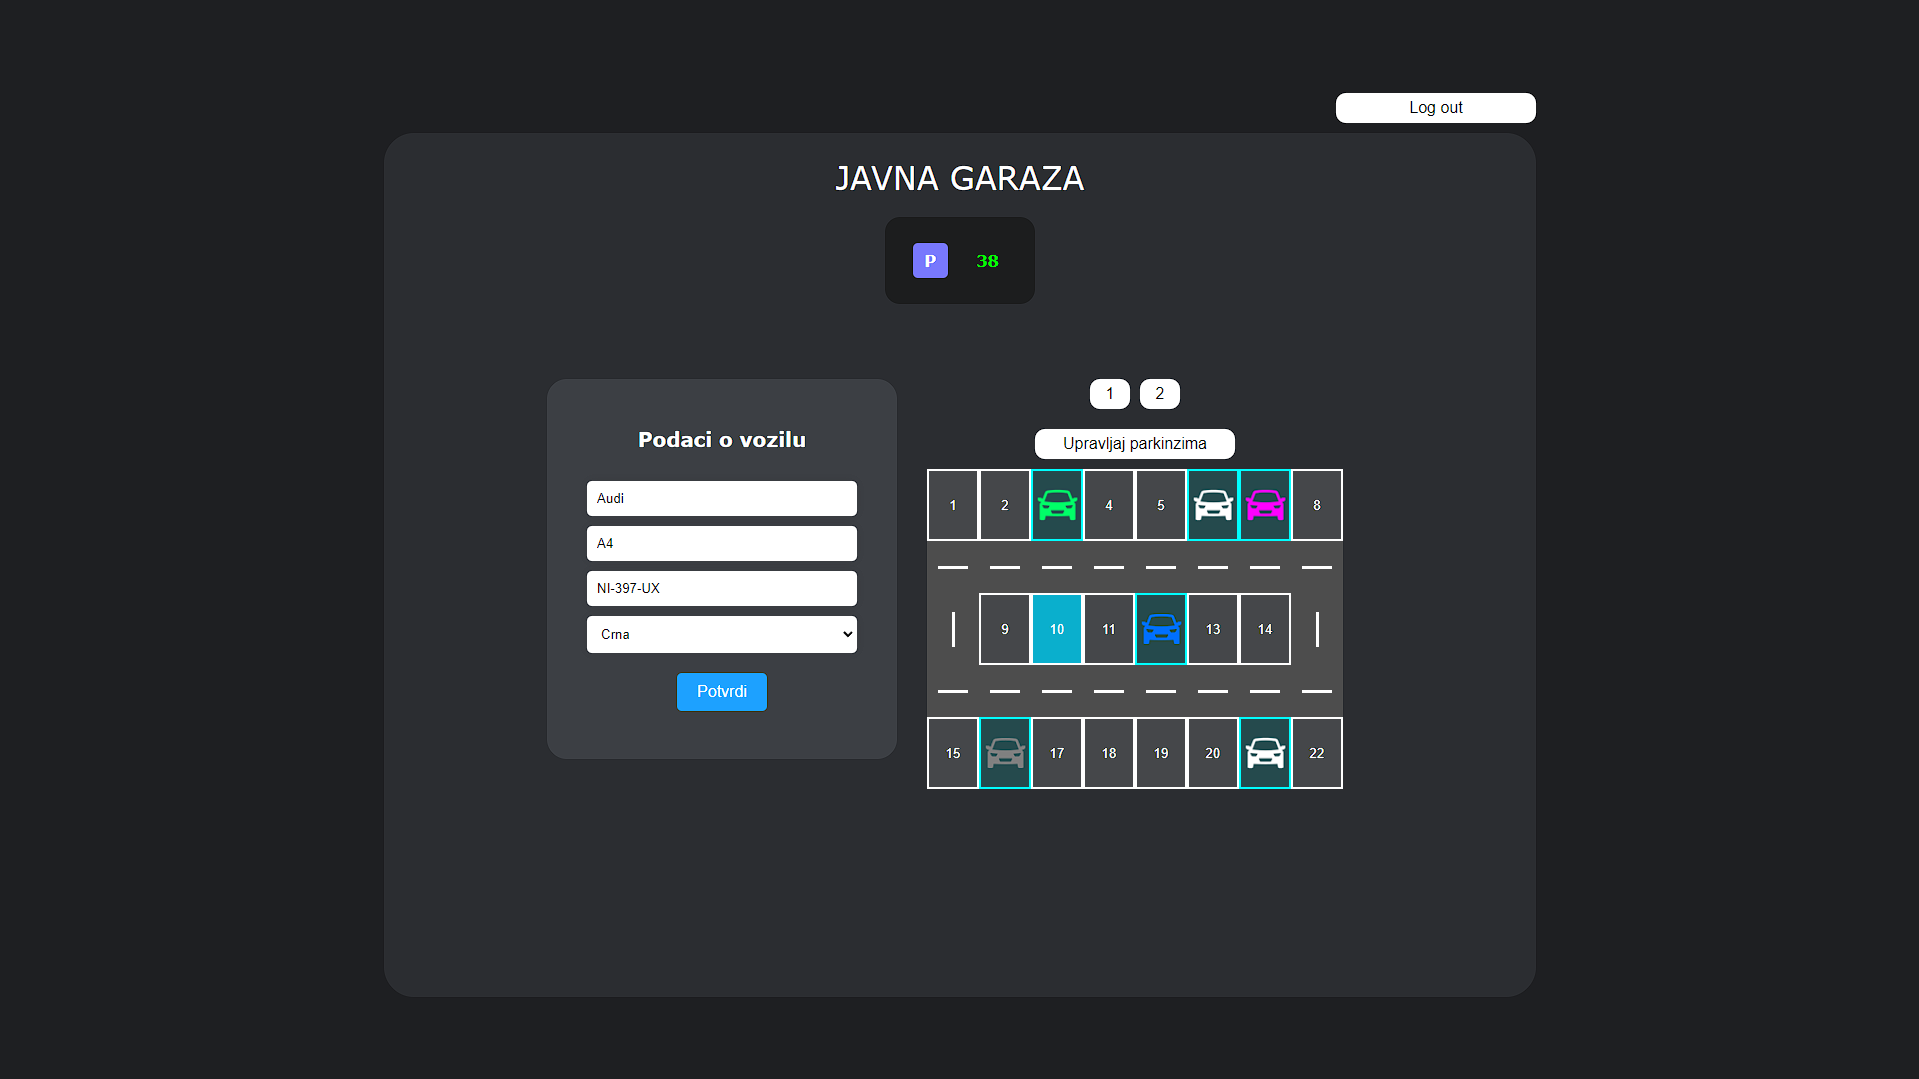 Log out
JAVNA GARAZA
P 38
Podaci o vozilu
Audi
A4
NI-397-UX
Crna
Potvrdi
1 2
Upravljaj parkinzima
1 2 4 5 8
9 10 11 13 14
15 17 18 19 20 22